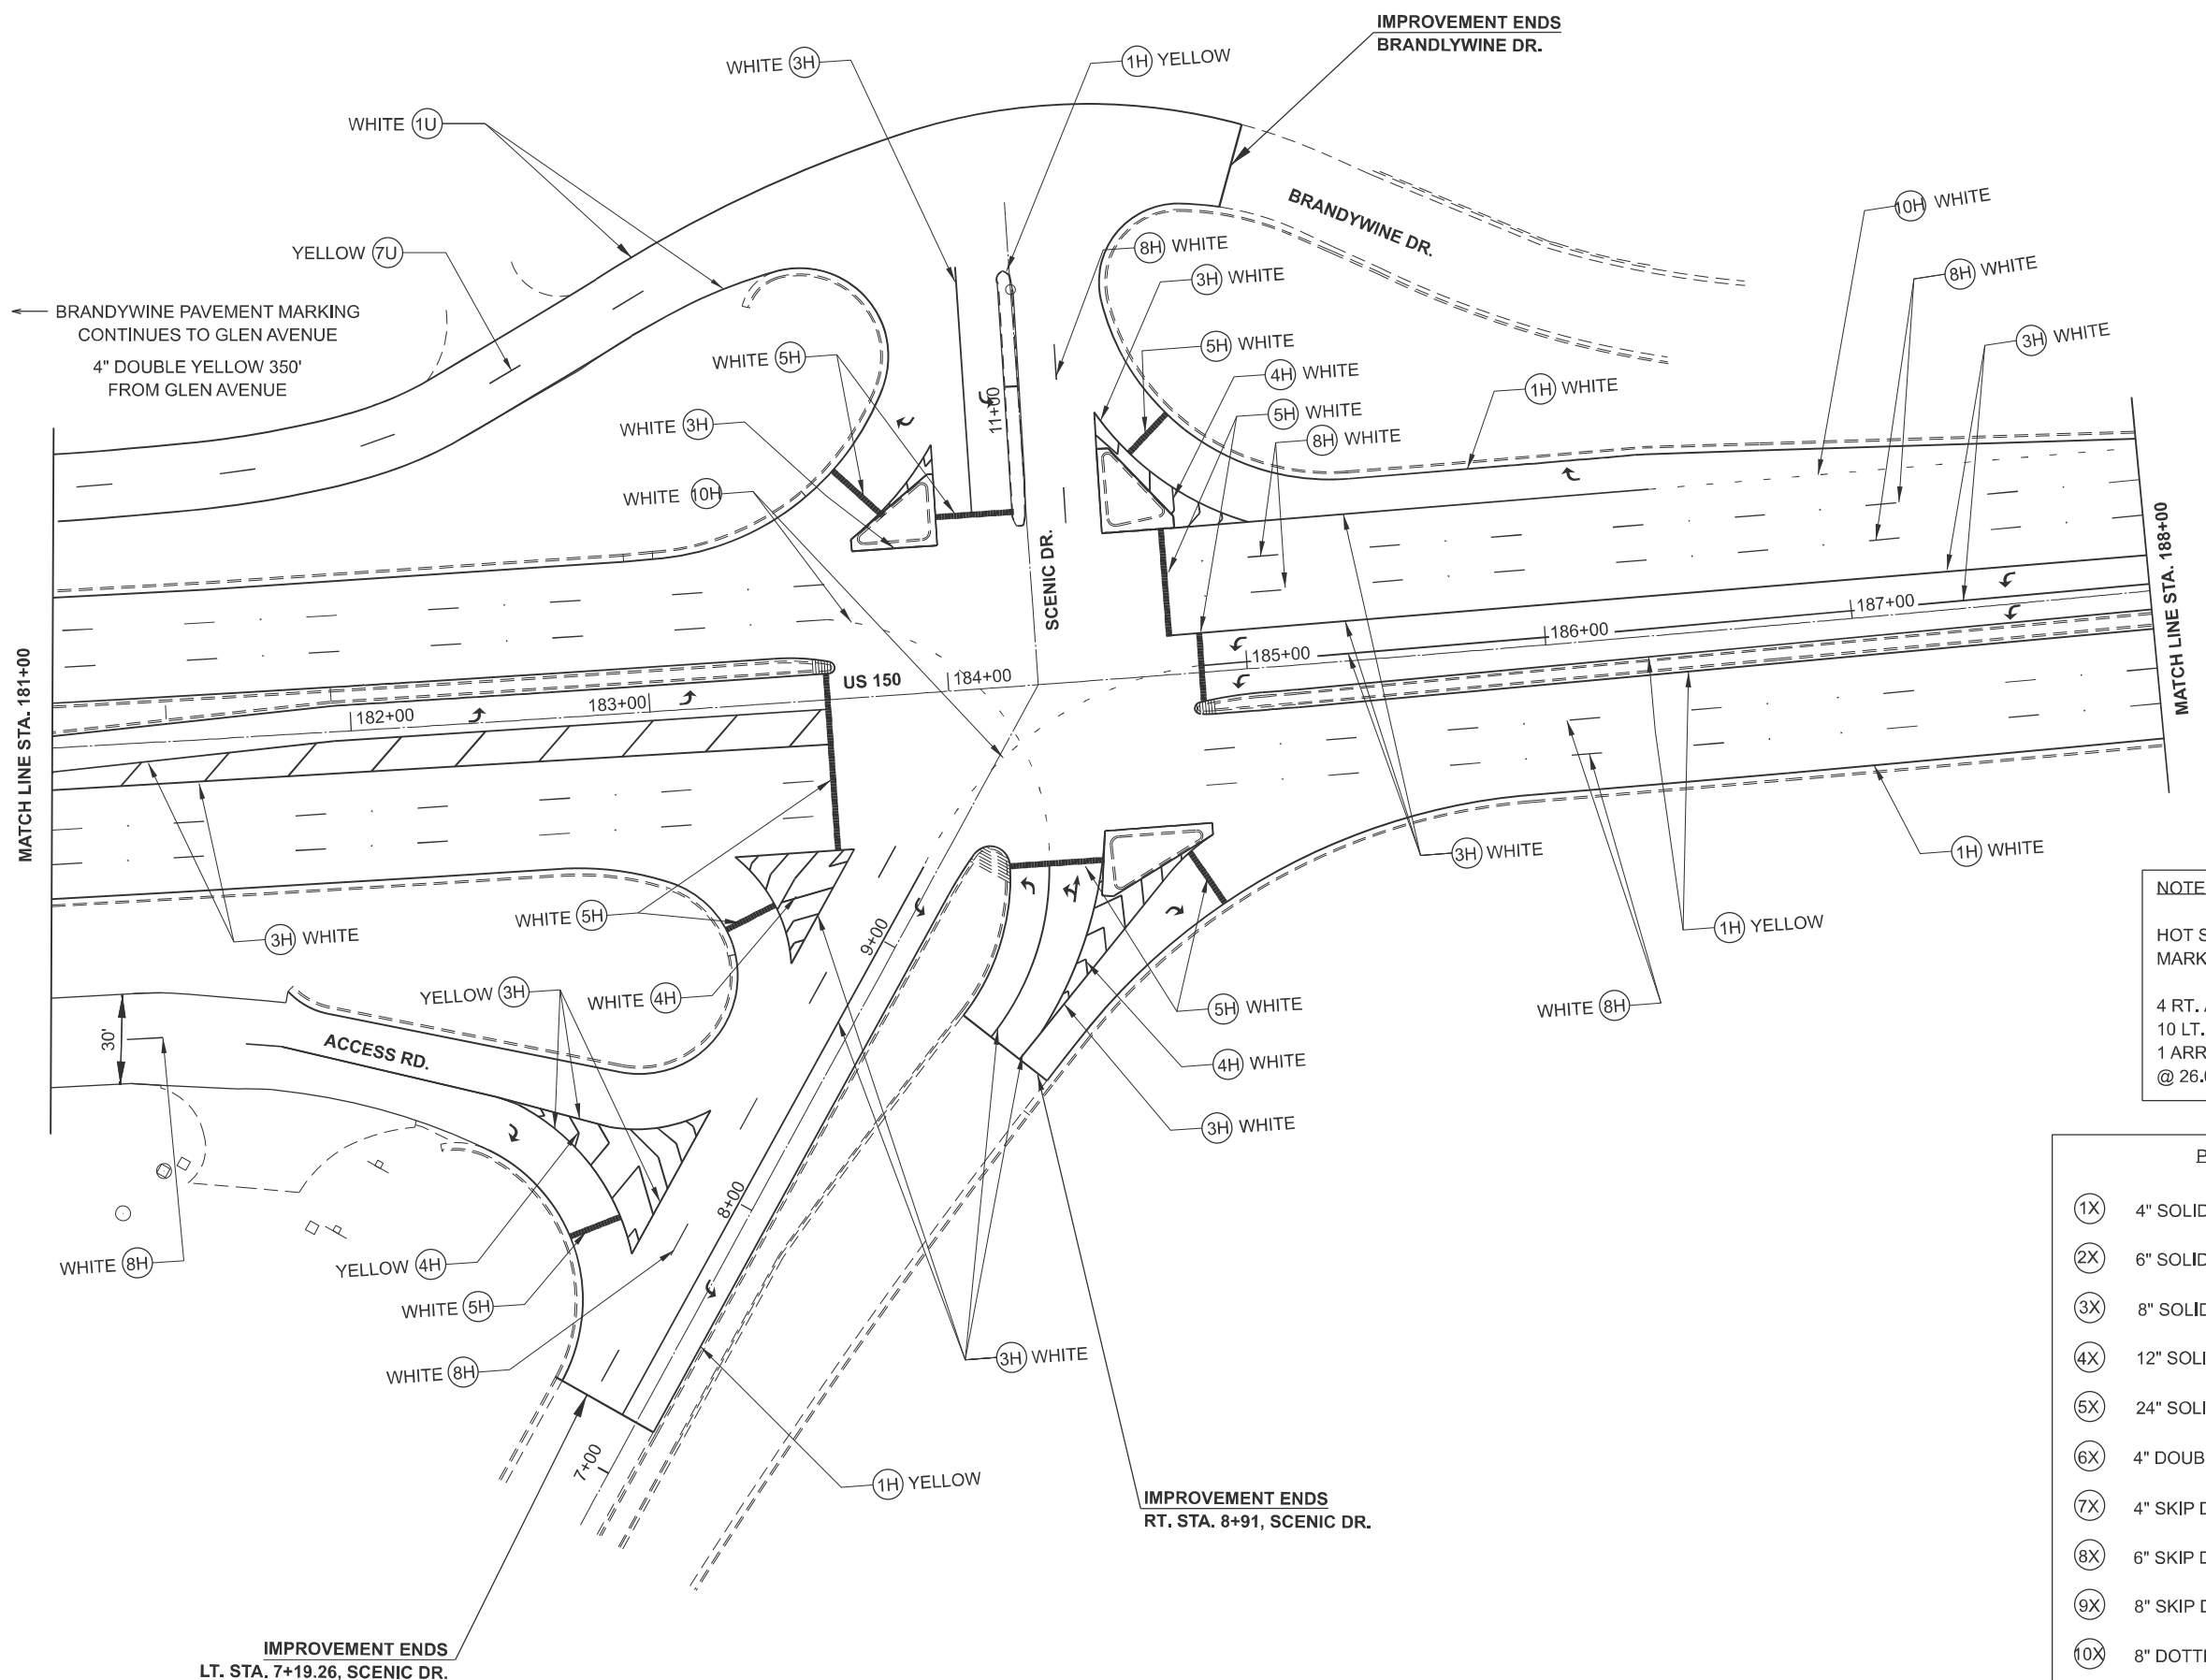 IMPROVEMENT ENDS
BRANDLYWINE DR.
WHITE 3H
1H YELLOW
WHITE 1U
YELLOW 7U
BRANDYWINE DR.
10H WHITE
8H WHITE
3H WHITE
8H WHITE
3H WHITE
BRANDYWINE PAVEMENT MARKING
CONTINUES TO GLEN AVENUE
4" DOUBLE YELLOW 350'
FROM GLEN AVENUE
WHITE 5H
5H WHITE
4H WHITE
5H WHITE
8H WHITE
1H WHITE
11+00
WHITE 3H
WHITE 10H
SCENIC DR.
MATCH LINE STA. 181+00
MATCH LINE STA. 188+00
US 150
182+00
183+00
184+00
185+00
186+00
187+00
3H WHITE
1H WHITE
WHITE 5H
3H WHITE
9+00
1H YELLOW
YELLOW 3H
WHITE 4H
5H WHITE
WHITE 8H
30'
ACCESS RD.
4H WHITE
3H WHITE
8+00
WHITE 8H
YELLOW 4H
WHITE 5H
WHITE 8H
3H WHITE
7+00
1H YELLOW
IMPROVEMENT ENDS
RT. STA. 8+91, SCENIC DR.
IMPROVEMENT ENDS
LT. STA. 7+19.26, SCENIC DR.
NOTE
HOT S
MARK
4 RT.
10 LT.
1 ARR
@ 26.
1X 4" SOLID
2X 6" SOLID
3X 8" SOLID
4X 12" SOLI
5X 24" SOLI
6X 4" DOUB
7X 4" SKIP D
8X 6" SKIP D
9X 8" SKIP D
10X 8" DOTT